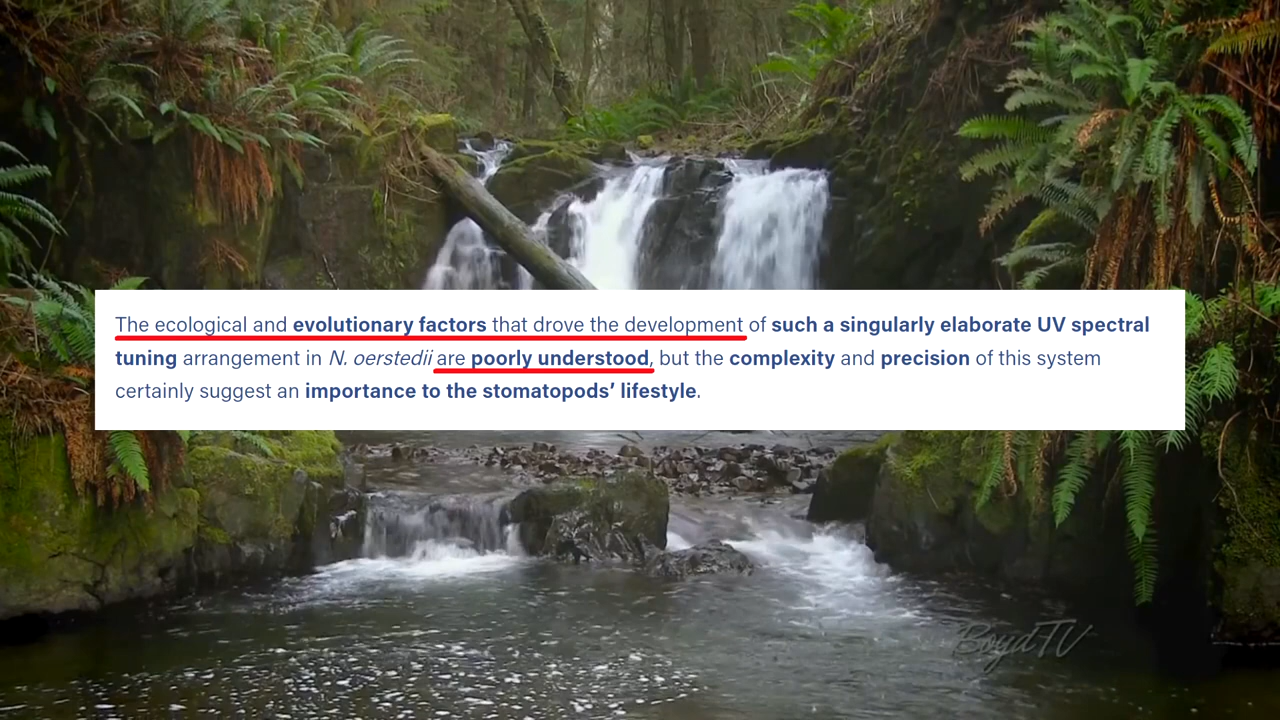 The ecological and evolutionary factors that drove the development of such a singularly elaborate UV spectral
tuning arrangement in N. oerstedii are poorly understood, but the complexity and precision of this system
certainly suggest an importance to the stomatopods’ lifestyle.
BoydTV